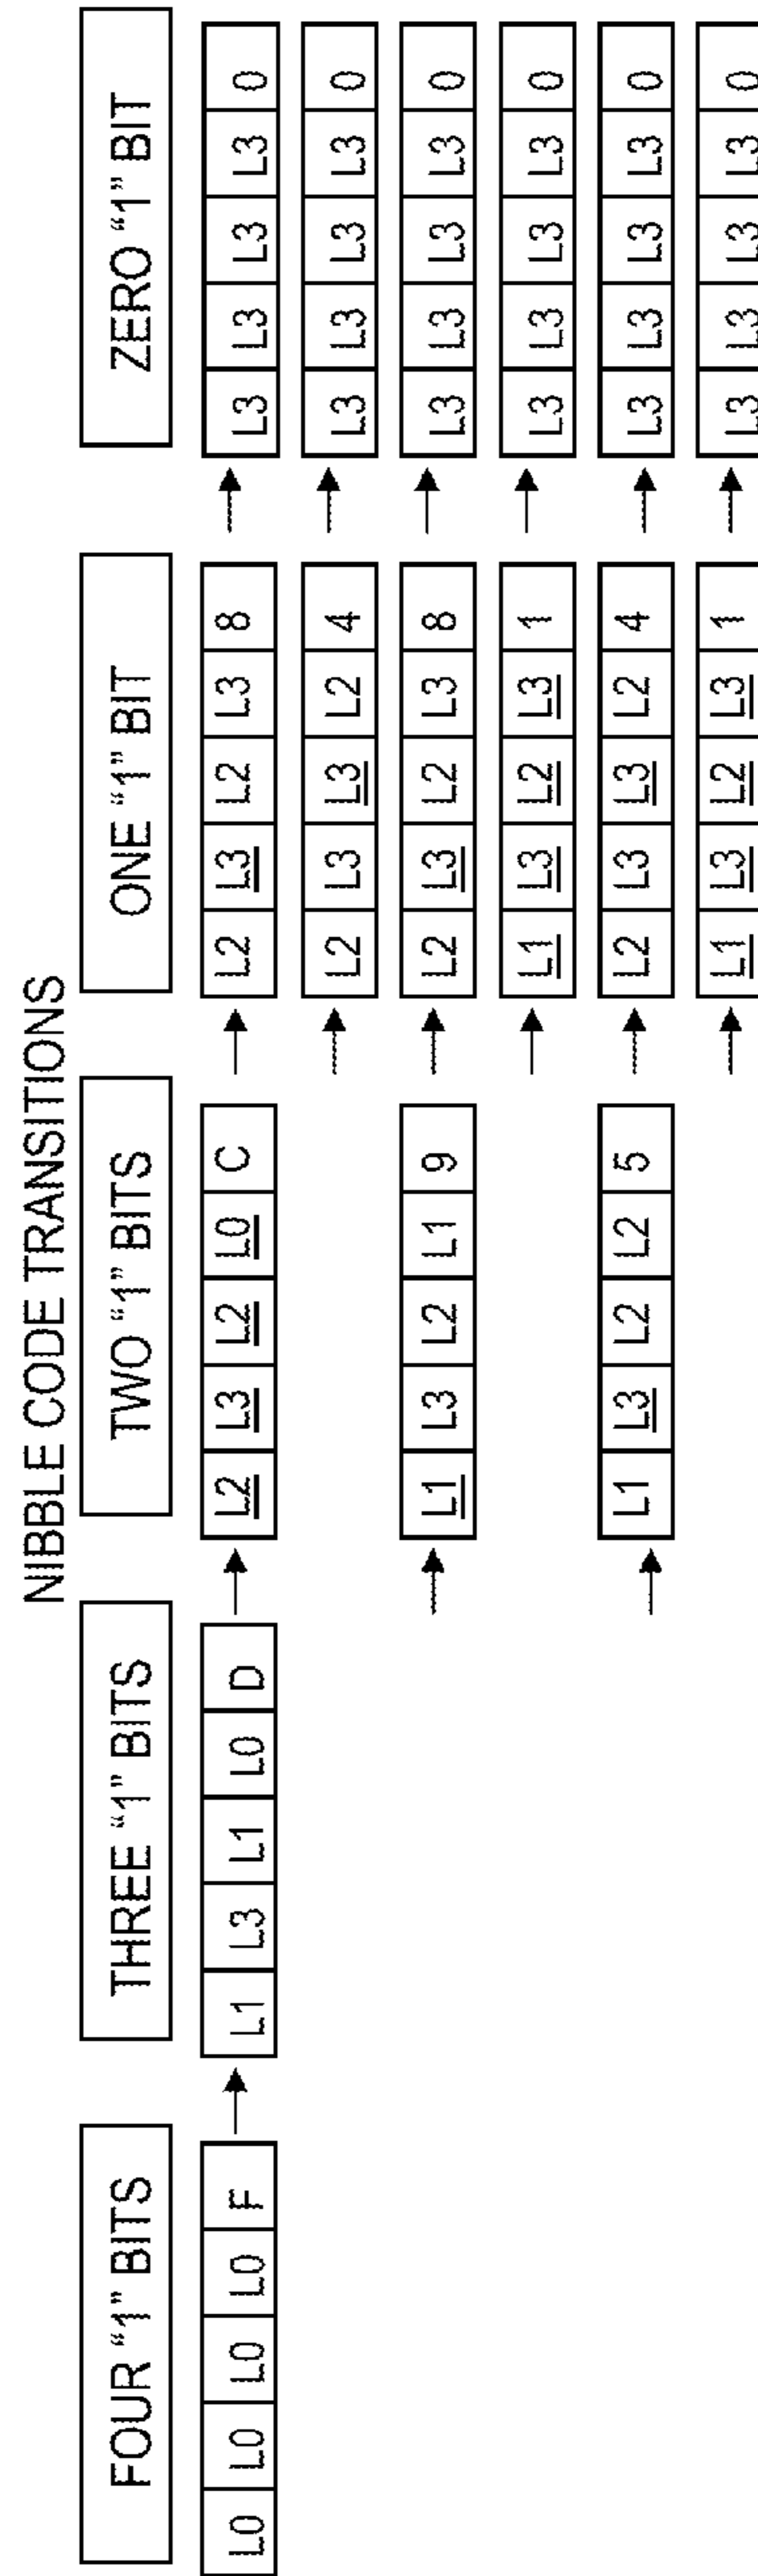 NIBBLE CODE TRANSITIONS
FOUR “1” BITS THREE “1” BITS TWO “1” BITS ONE “1” BIT ZERO “1” BIT
L0 L0 L0 L0 F L1 L3 L1 L0 D L2 L3 L2 L0 C L2 L3 L2 L3 8 L3 L3 L3 L3 0
L2 L3 L3 L2 4 L3 L3 L3 L3 0
L1 L3 L2 L1 9 L2 L3 L2 L3 8 L3 L3 L3 L3 0
L1 L3 L2 L3 1 L3 L3 L3 L3 0
L1 L3 L2 L2 5 L2 L3 L3 L2 4 L3 L3 L3 L3 0
L1 L3 L2 L3 1 L3 L3 L3 L3 0